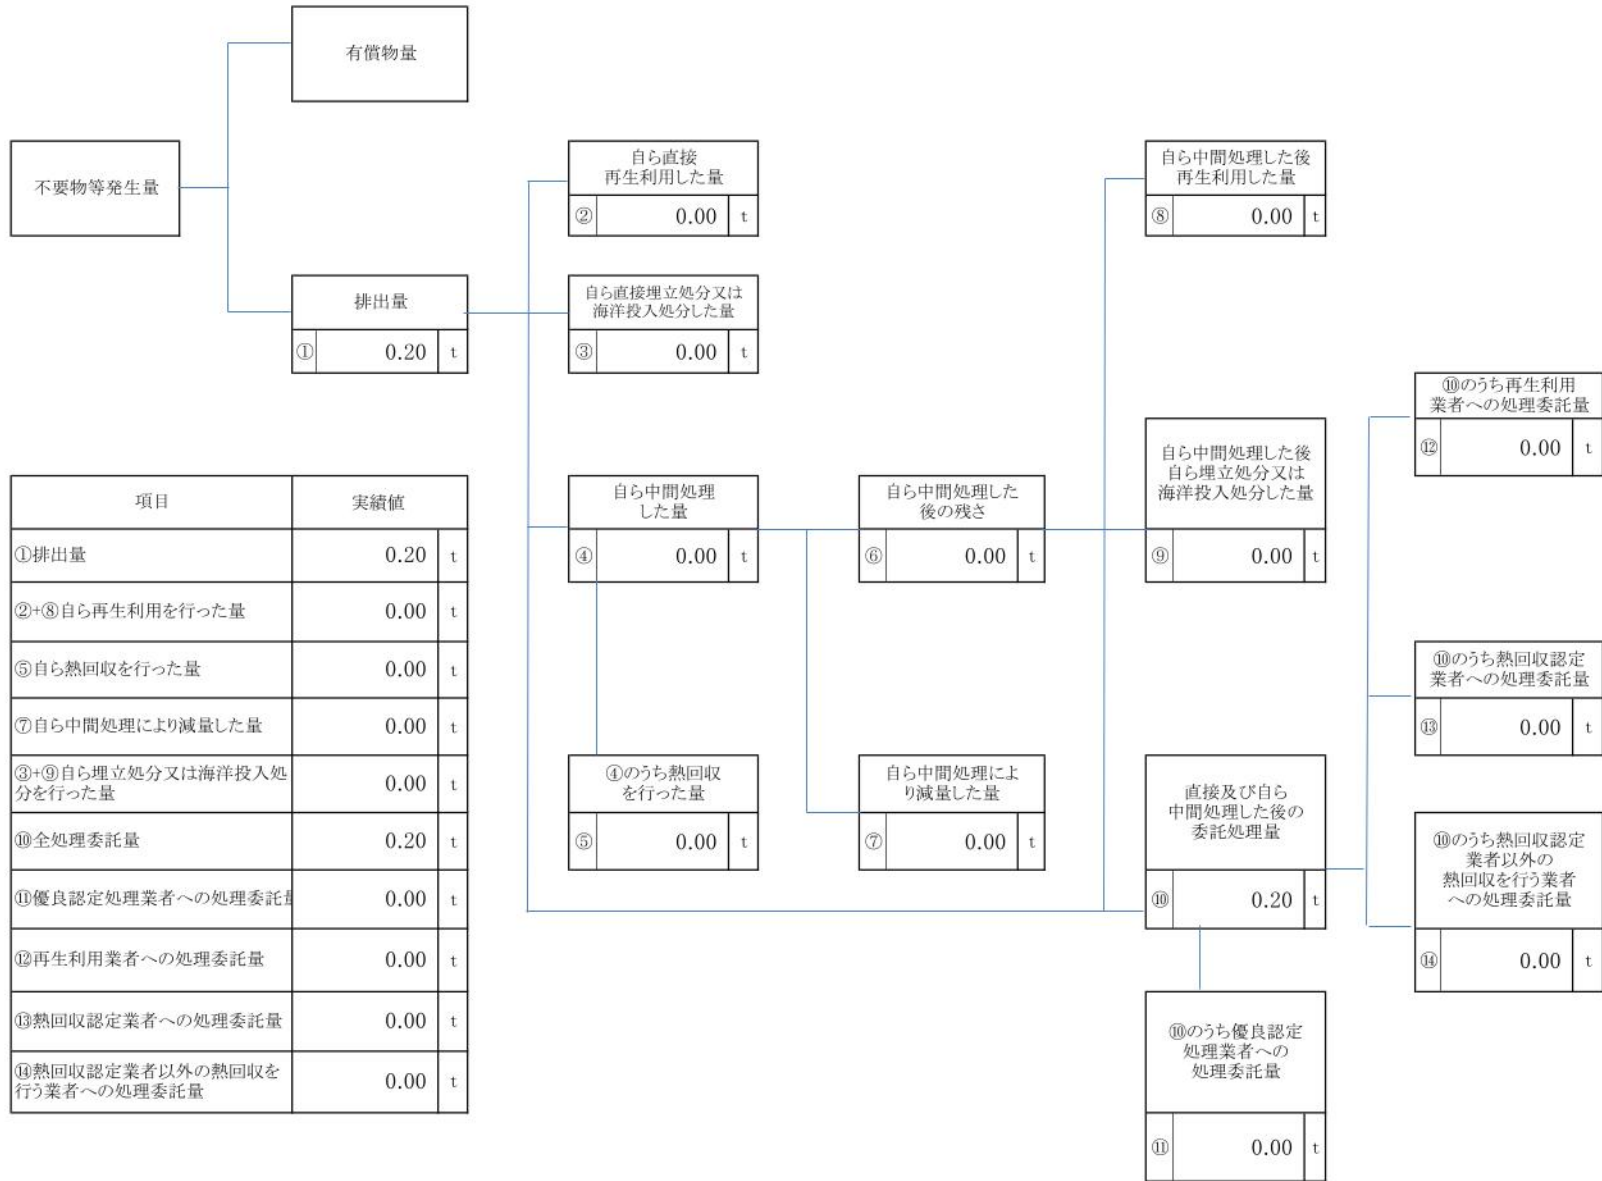 有償物量
不要物等発生量
排出量
① 0.20 t
自ら直接
再生利用した量
② 0.00 t
自ら直接埋立処分又は
海洋投入処分した量
③ 0.00 t
自ら中間処理
した量
④ 0.00 t
④のうち熱回収
を行った量
⑤ 0.00 t
自ら中間処理した
後の残さ
⑥ 0.00 t
自ら中間処理によ
り減量した量
⑦ 0.00 t
自ら中間処理した後
再生利用した量
⑧ 0.00 t
自ら中間処理した後
自ら埋立処分又は
海洋投入処分した量
⑨ 0.00 t
直接及び自ら
中間処理した後の
委託処理量
⑩ 0.20 t
⑩のうち優良認定
処理業者への
処理委託量
⑪ 0.00 t
⑩のうち再生利用
業者への処理委託量
⑫ 0.00 t
⑩のうち熱回収認定
業者への処理委託量
⑬ 0.00 t
⑩のうち熱回収認定
業者以外の
熱回収を行う業者
への処理委託量
⑭ 0.00 t
項目 実績値
①排出量 0.20 t
②+⑧自ら再生利用を行った量 0.00 t
⑤自ら熱回収を行った量 0.00 t
⑦自ら中間処理により減量した量 0.00 t
③+⑨自ら埋立処分又は海洋投入処
分を行った量 0.00 t
⑩全処理委託量 0.20 t
⑪優良認定処理業者への処理委託 0.00 t
⑫再生利用業者への処理委託量 0.00 t
⑬熱回収認定業者への処理委託量 0.00 t
⑭熱回収認定業者以外の熱回収を
行う業者への処理委託量 0.00 t